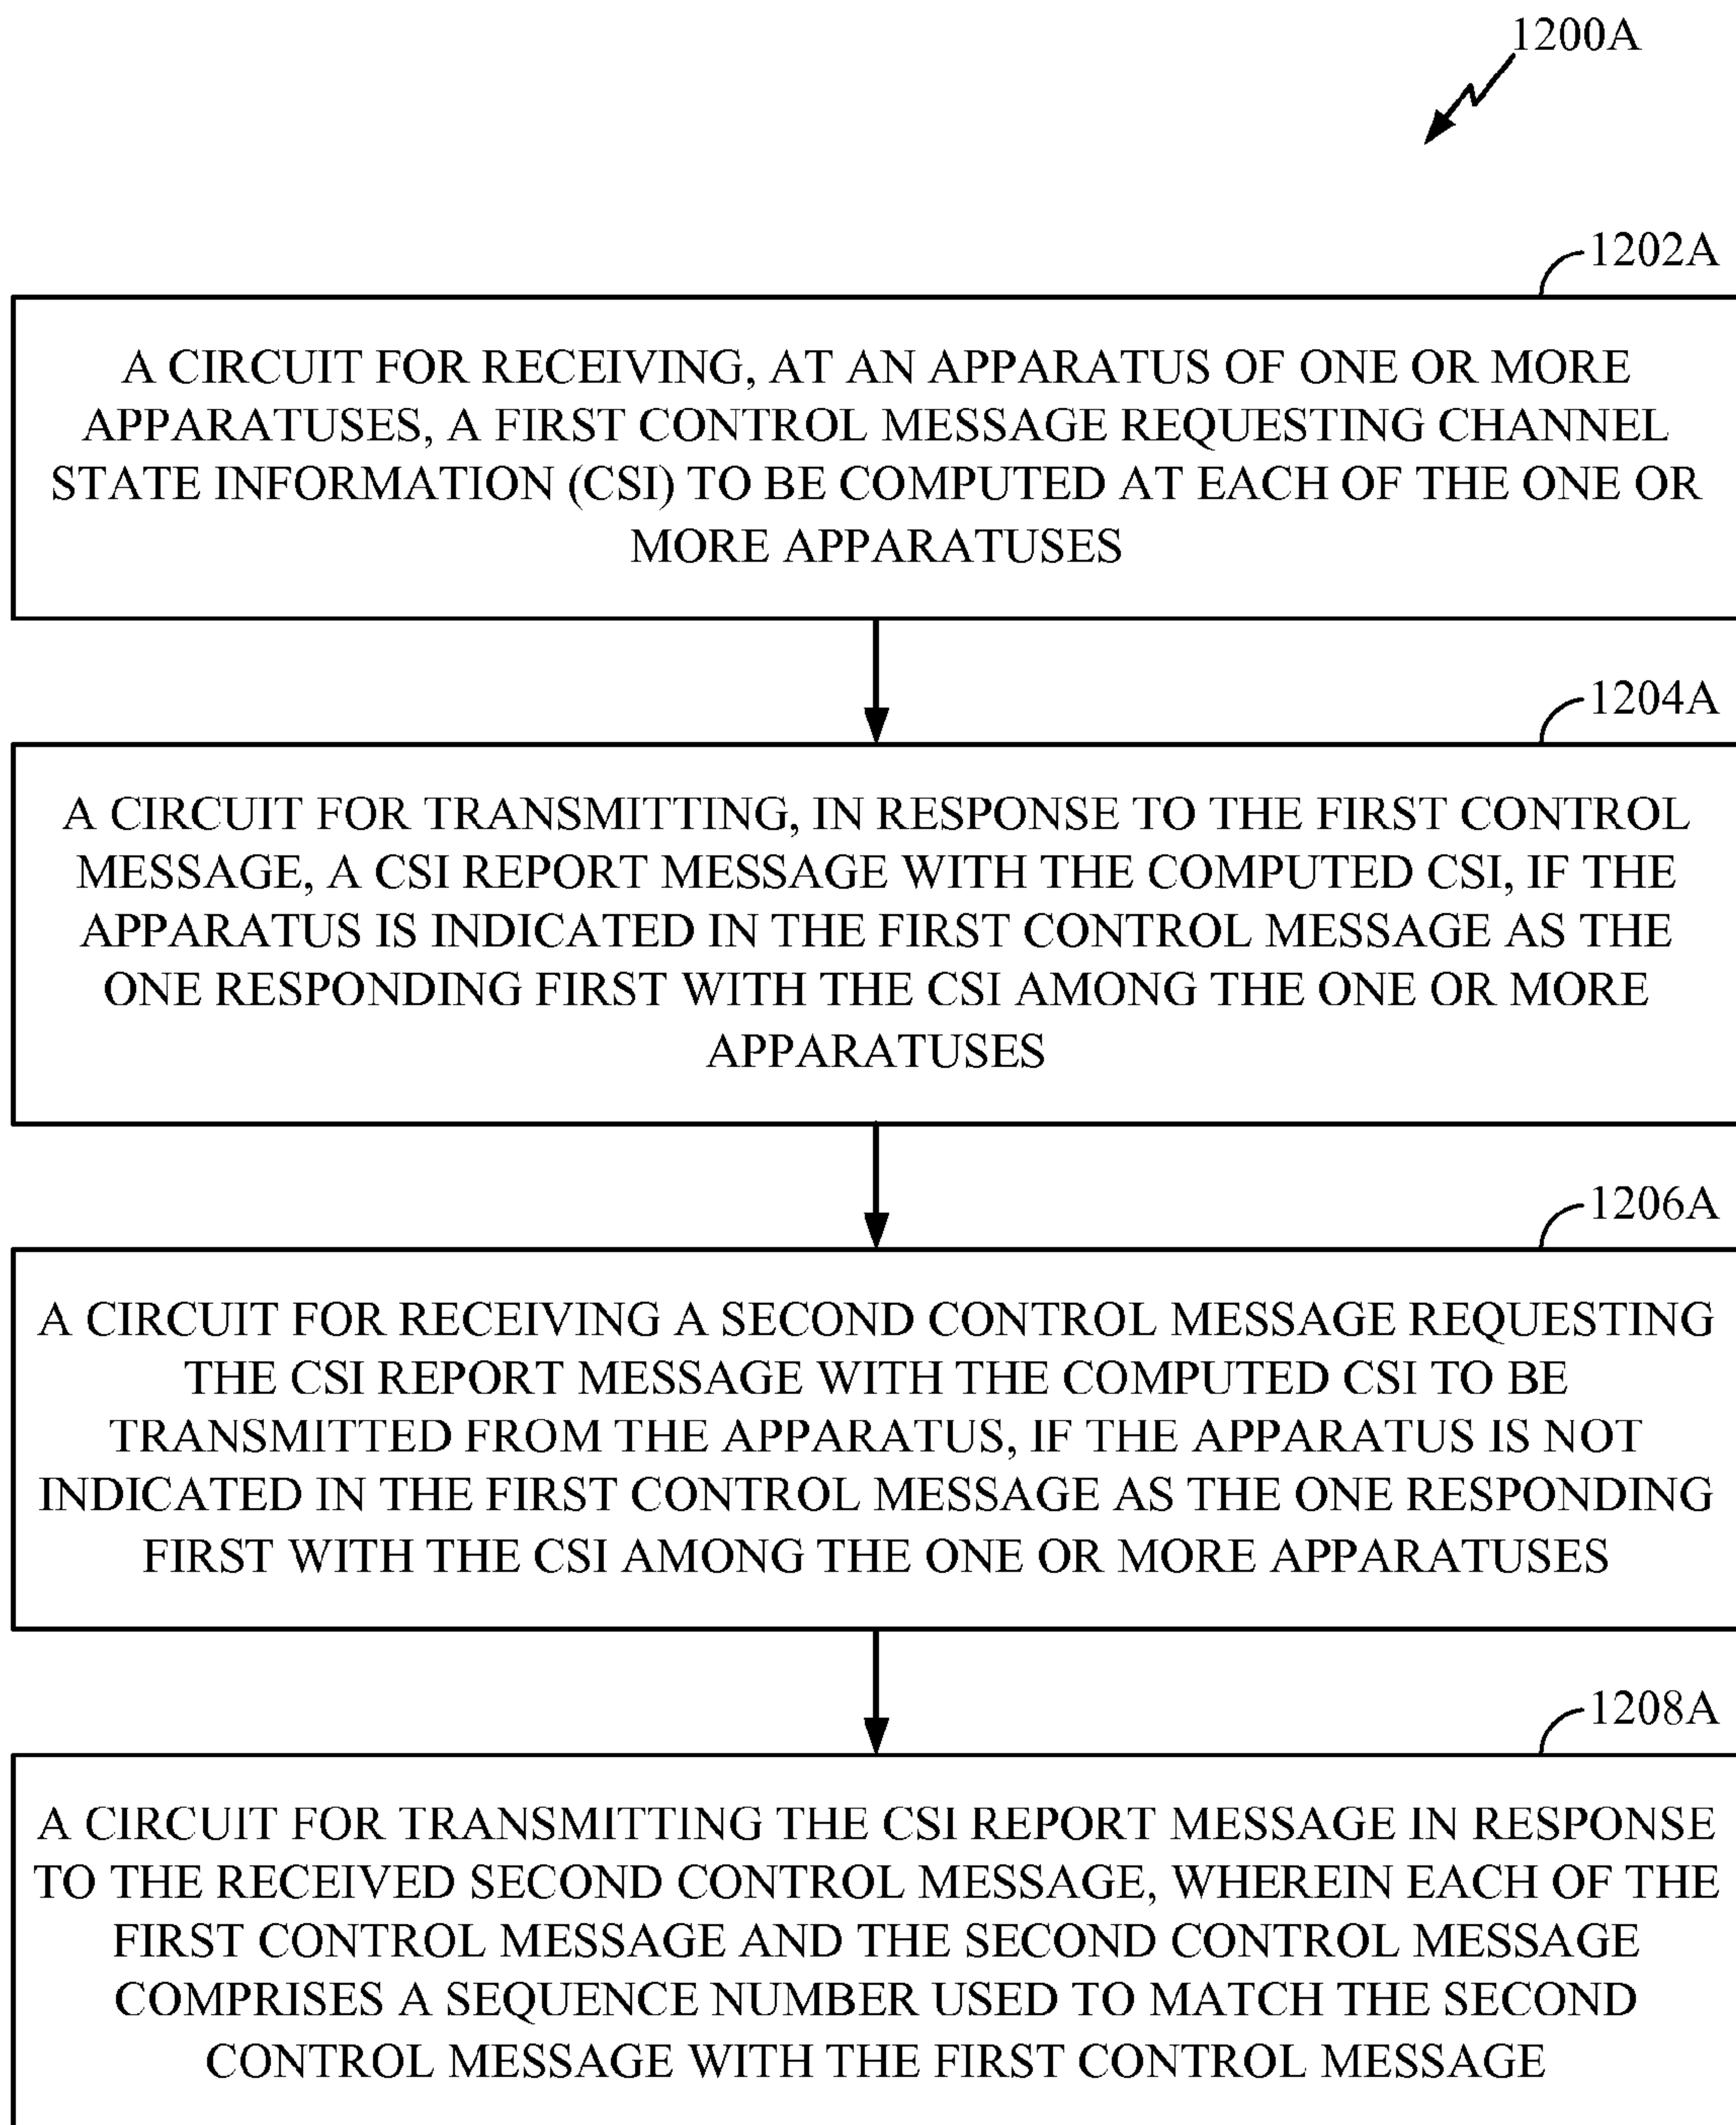 1200A
1202A
A CIRCUIT FOR RECEIVING, AT AN APPARATUS OF ONE OR MORE
APPARATUSES, A FIRST CONTROL MESSAGE REQUESTING CHANNEL
STATE INFORMATION (CSI) TO BE COMPUTED AT EACH OF THE ONE OR
MORE APPARATUSES
1204A
A CIRCUIT FOR TRANSMITTING, IN RESPONSE TO THE FIRST CONTROL
MESSAGE, A CSI REPORT MESSAGE WITH THE COMPUTED CSI, IF THE
APPARATUS IS INDICATED IN THE FIRST CONTROL MESSAGE AS THE
ONE RESPONDING FIRST WITH THE CSI AMONG THE ONE OR MORE
APPARATUSES
1206A
A CIRCUIT FOR RECEIVING A SECOND CONTROL MESSAGE REQUESTING
THE CSI REPORT MESSAGE WITH THE COMPUTED CSI TO BE
TRANSMITTED FROM THE APPARATUS, IF THE APPARATUS IS NOT
INDICATED IN THE FIRST CONTROL MESSAGE AS THE ONE RESPONDING
FIRST WITH THE CSI AMONG THE ONE OR MORE APPARATUSES
1208A
A CIRCUIT FOR TRANSMITTING THE CSI REPORT MESSAGE IN RESPONSE
TO THE RECEIVED SECOND CONTROL MESSAGE, WHEREIN EACH OF THE
FIRST CONTROL MESSAGE AND THE SECOND CONTROL MESSAGE
COMPRISES A SEQUENCE NUMBER USED TO MATCH THE SECOND
CONTROL MESSAGE WITH THE FIRST CONTROL MESSAGE